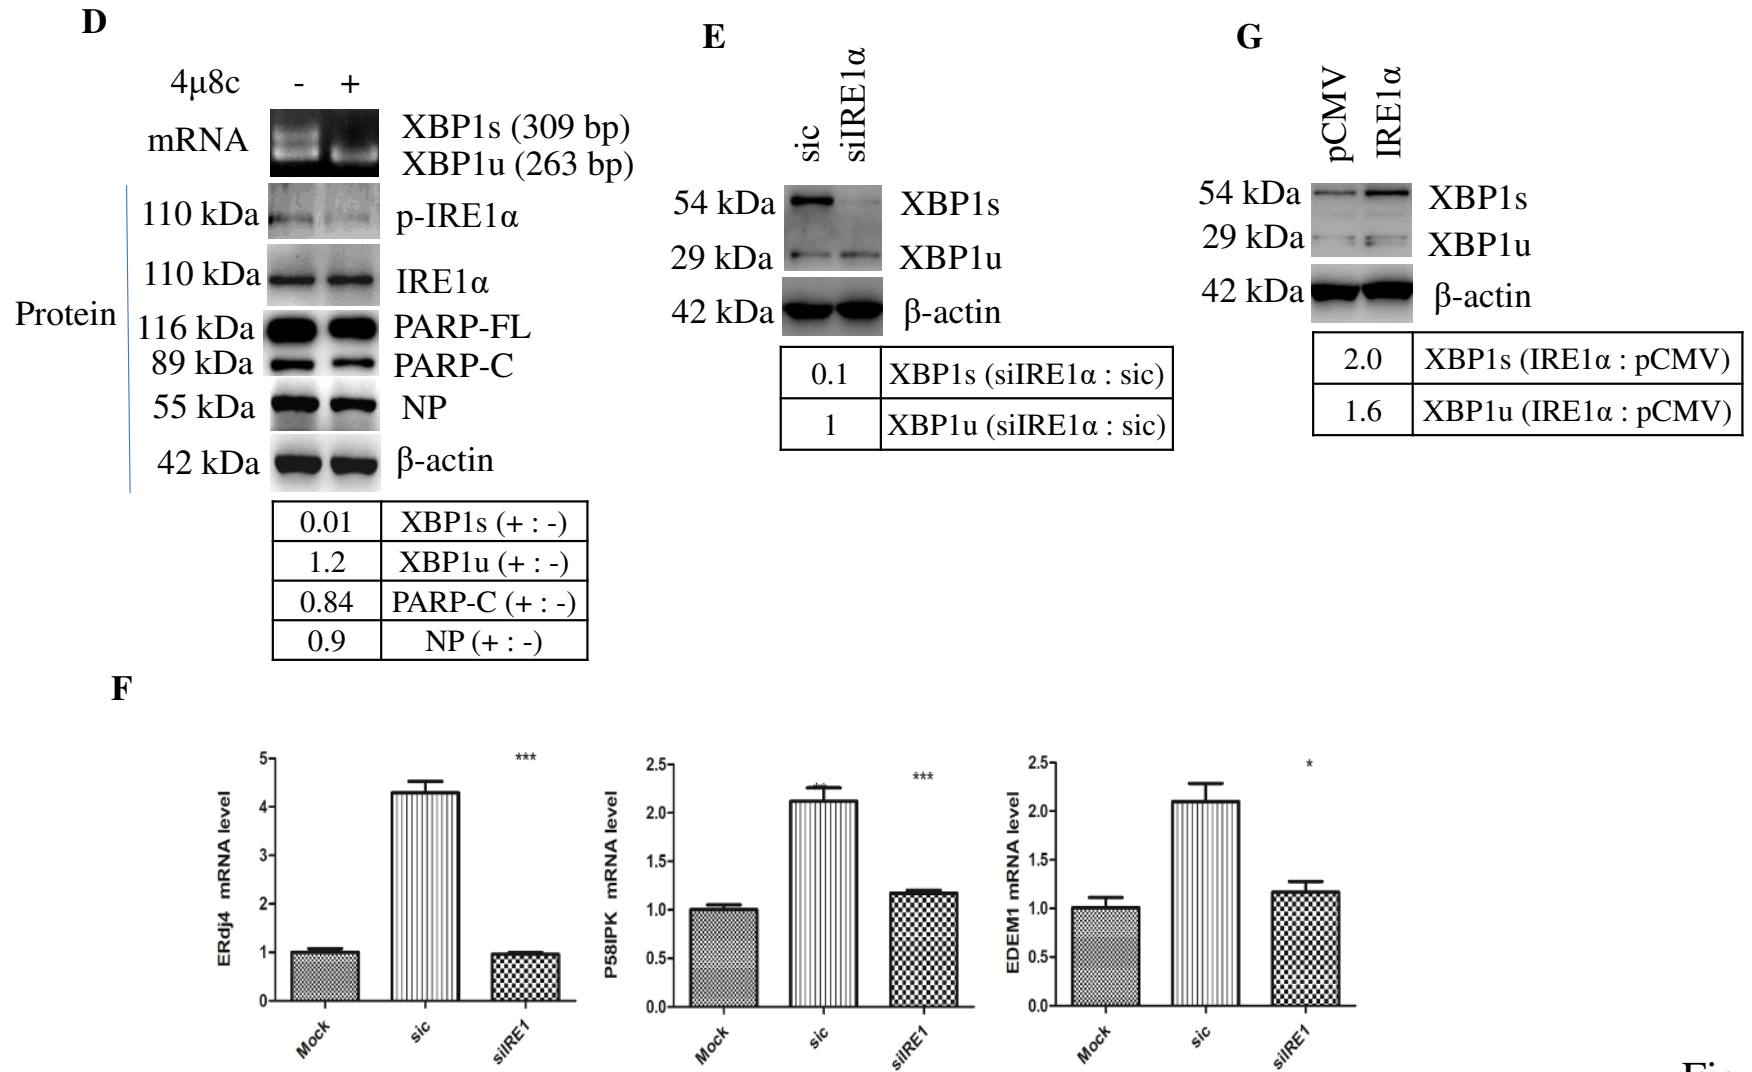 D
4μ8c - +
mRNA
XBP1s (309 bp)
XBP1u (263 bp)
Protein
110 kDa p-IRE1α
110 kDa IRE1α
116 kDa PARP-FL
89 kDa PARP-C
55 kDa NP
42 kDa β-actin
0.01 XBP1s (+ : -)
1.2 XBP1u (+ : -)
0.84 PARP-C (+ : -)
0.9 NP (+ : -)
E
sic siIRE1α
54 kDa XBP1s
29 kDa XBP1u
42 kDa β-actin
0.1 XBP1s (siIRE1α : sic)
1 XBP1u (siIRE1α : sic)
G
pCMV IRE1α
54 kDa XBP1s
29 kDa XBP1u
42 kDa β-actin
2.0 XBP1s (IRE1α : pCMV)
1.6 XBP1u (IRE1α : pCMV)
F
ERdj4 mRNA level
5
4
3
2
1
0
***
Mock sic siIRE1
P58IPK mRNA level
2.5
2.0
1.5
1.0
0.5
0.0
***
Mock sic siIRE1
EDEM1 mRNA level
2.5
2.0
1.5
1.0
0.5
0.0
*
Mock sic siIRE1